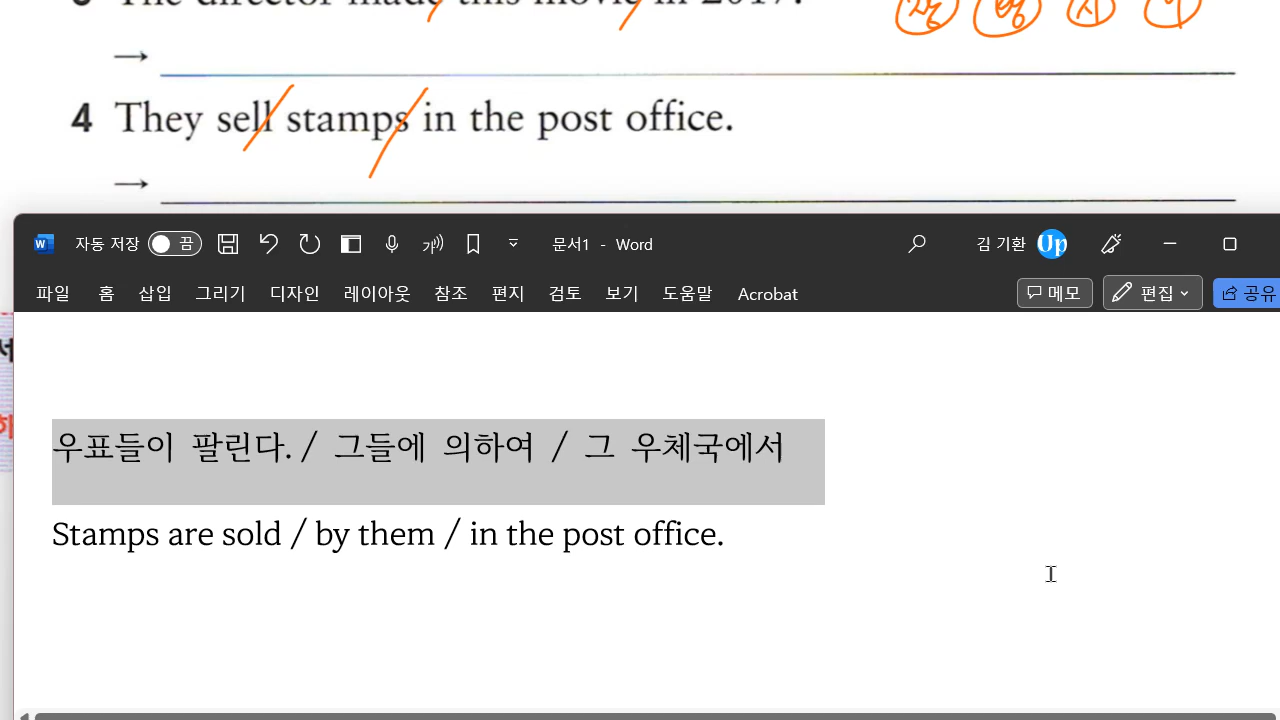 The director made this movie in 2017.
→
4 They sell stamps in the post office.
→
자동 저장 끔 가 문서1 - Word 김 기환 Up
파일 홈 삽입 그리기 디자인 레이아웃 참조 편지 검토 보기 도움말 Acrobat 메모 편집 공유
우표들이 팔린다. / 그들에 의하여 / 그 우체국에서
Stamps are sold / by them / in the post office.